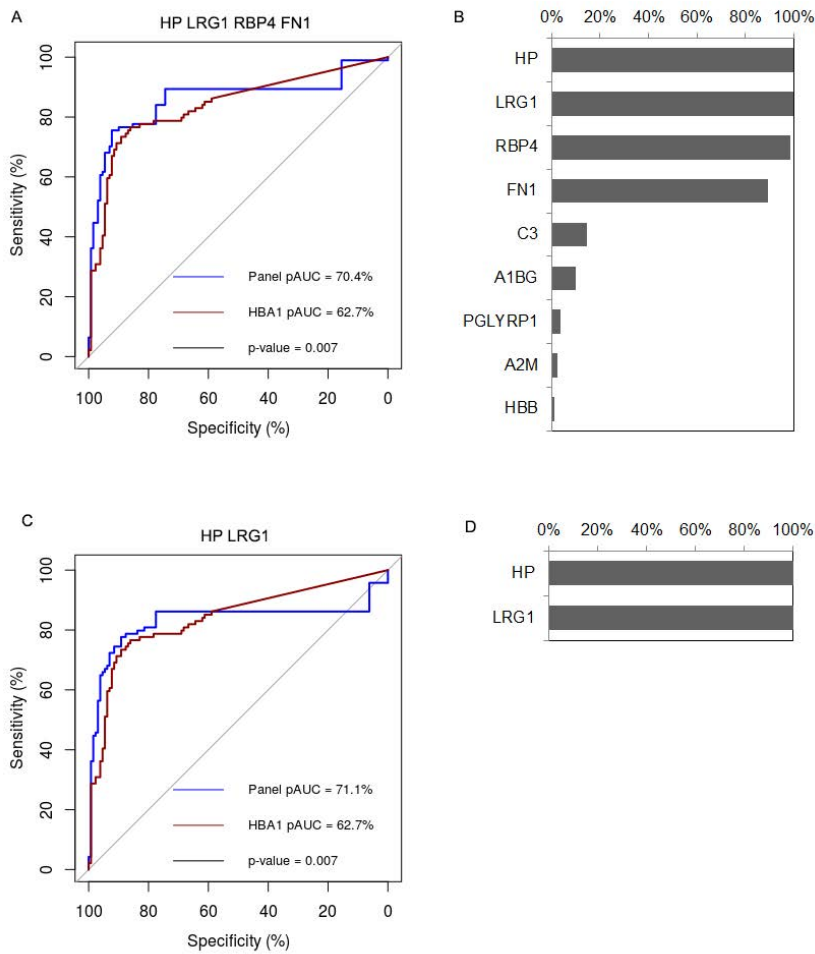 A
HP LRG1 RBP4 FN1
Sensitivity (%)
100
80
60
40
20
0
Panel pAUC = 70.4%
HBA1 pAUC = 62.7%
p-value = 0.007
100 80 60 40 20 0
Specificity (%)
B
0% 20% 40% 60% 80% 100%
HP
LRG1
RBP4
FN1
C3
A1BG
PGLYRP1
A2M
HBB
C
HP LRG1
Sensitivity (%)
100
80
60
40
20
0
Panel pAUC = 71.1%
HBA1 pAUC = 62.7%
p-value = 0.007
100 80 60 40 20 0
Specificity (%)
D
0% 20% 40% 60% 80% 100%
HP
LRG1